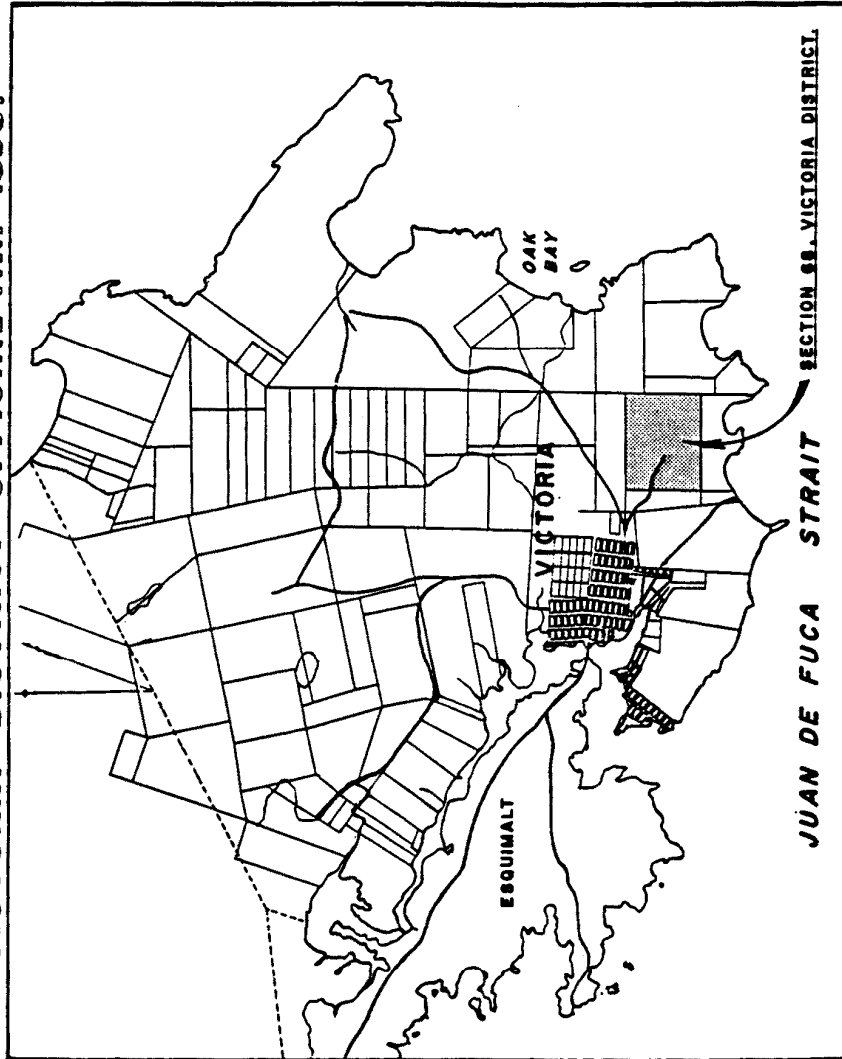 OAK
BAY
VICTORIA
ESQUIMALT
SECTION 68, VICTORIA DISTRICT.
JUAN DE FUCA STRAIT